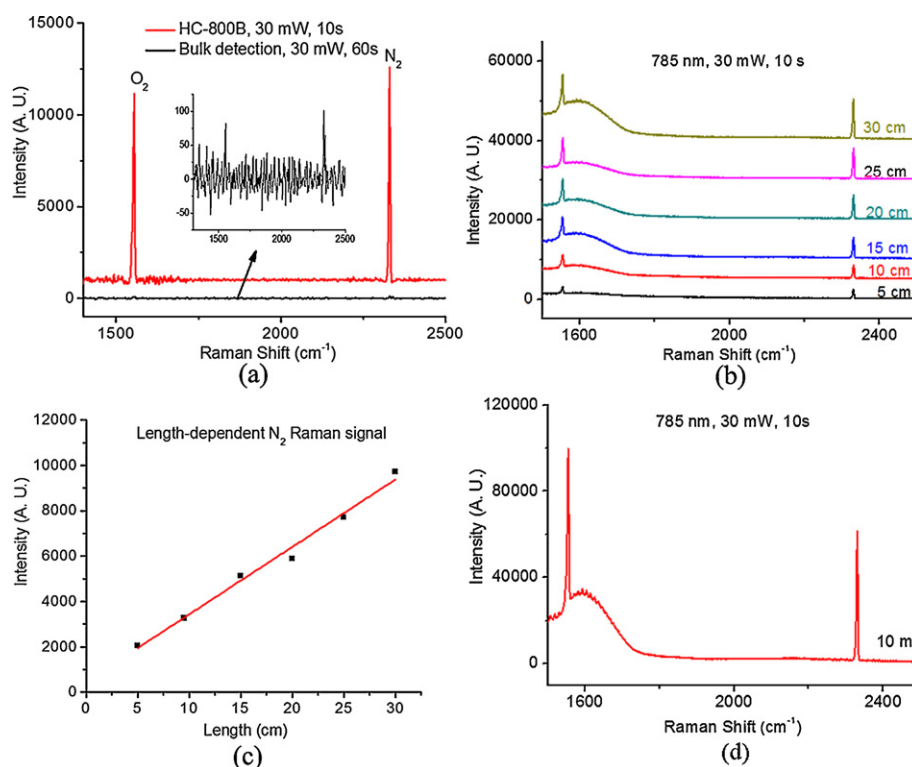 HC-800B, 30 mW, 10s
Bulk detection, 30 mW, 60s
O2
N2
Intensity (A. U.)
15000
10000
5000
0
100
50
0
-50
1500 2000 2500
1500 2000 2500
Raman Shift (cm-1)
(a)
785 nm, 30 mW, 10 s
Intensity (A. U.)
60000
40000
20000
0
30 cm
25 cm
20 cm
15 cm
10 cm
5 cm
1600 2000 2400
Raman Shift (cm-1)
(b)
Length-dependent N2 Raman signal
Intensity (A. U.)
12000
10000
8000
6000
4000
2000
0
0 5 10 15 20 25 30
Length (cm)
(c)
785 nm, 30 mW, 10s
Intensity (A. U.)
120000
80000
40000
0
10 m
1600 2000 2400
Raman Shift (cm-1)
(d)